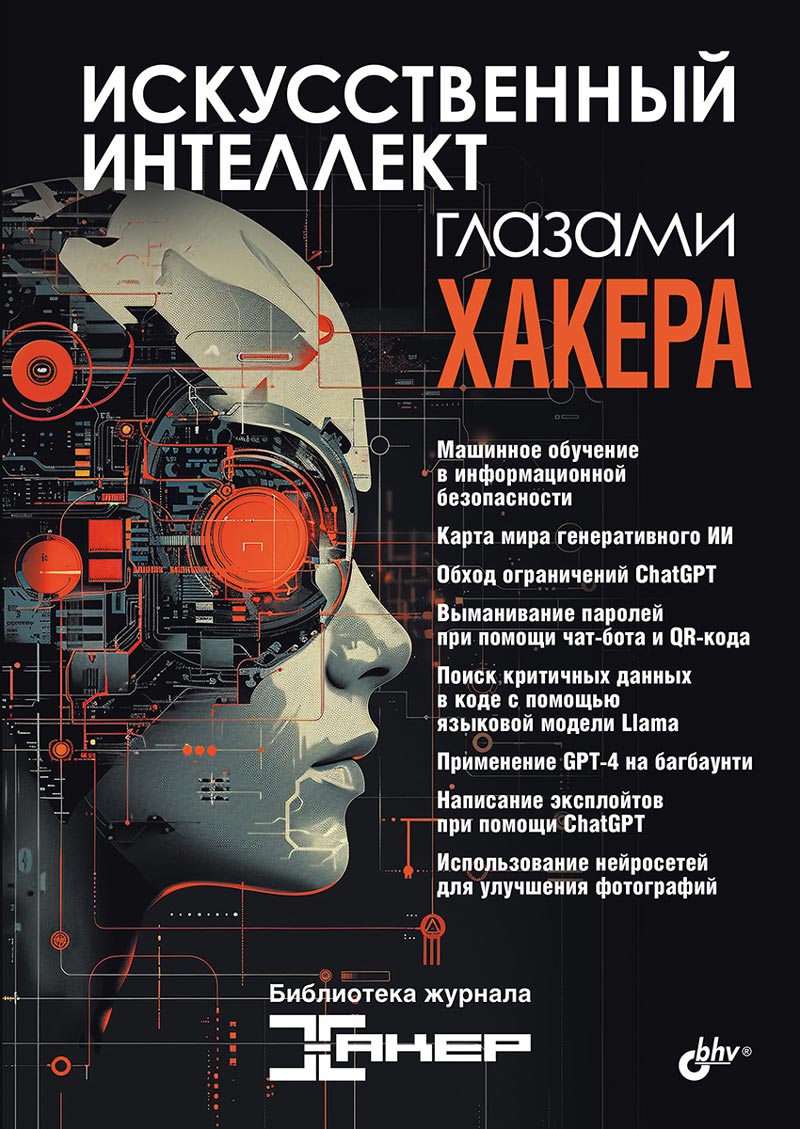 ИСКУССТВЕННЫЙ
ИНТЕЛЛЕКТ
ГЛАЗАМИ
ХАКЕРА
Машинное обучение
в информационной
безопасности
Карта мира генеративного ИИ
Обход ограничений ChatGPT
Выманивание паролей
при помощи чат-бота и QR-кода
Поиск критичных данных
в коде с помощью
языковой модели Llama
Применение GPT-4 на багбаунти
Написание эксплойтов
при помощи ChatGPT
Использование нейросетей
для улучшения фотографий
Библиотека журнала
ХАКЕР
bhv®